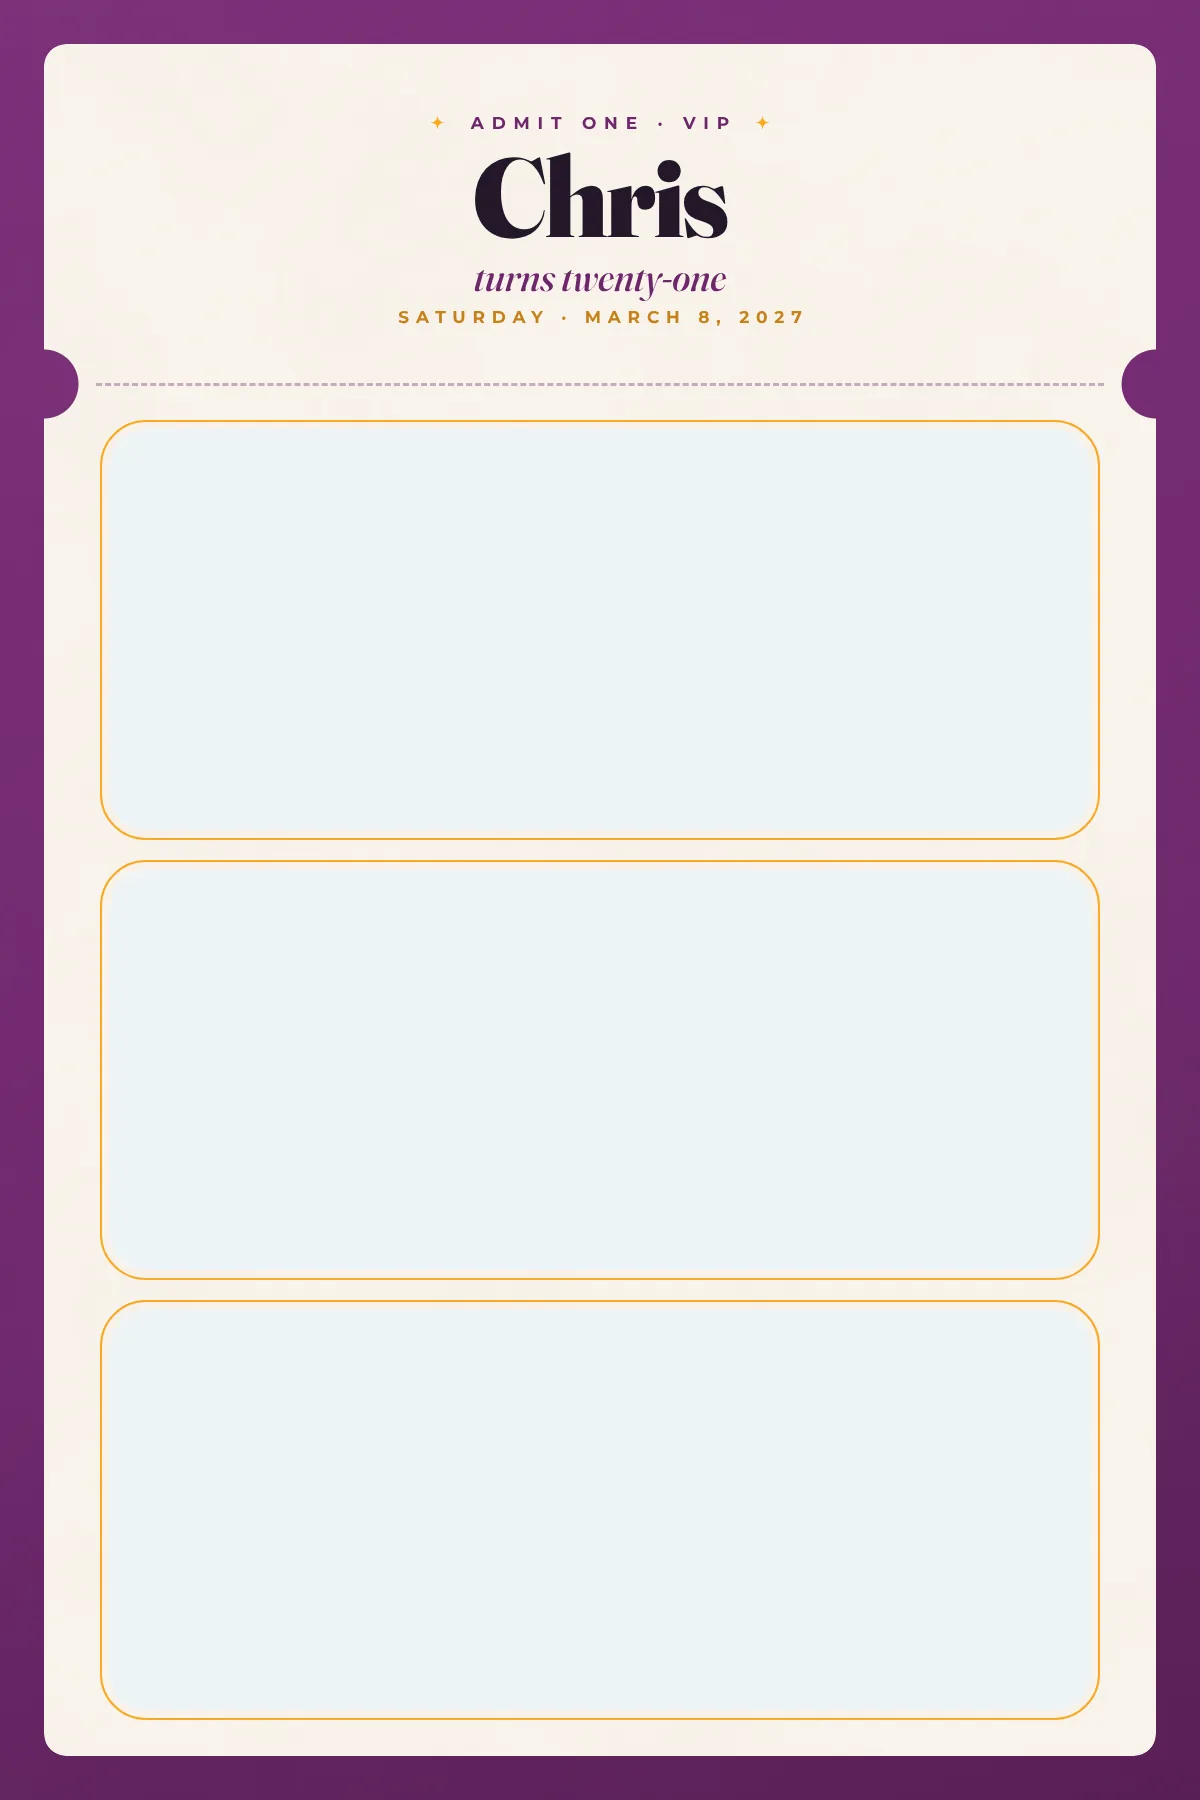 ✦ ADMIT ONE · VIP ✦
Chris
turns twenty-one
SATURDAY · MARCH 8, 2027